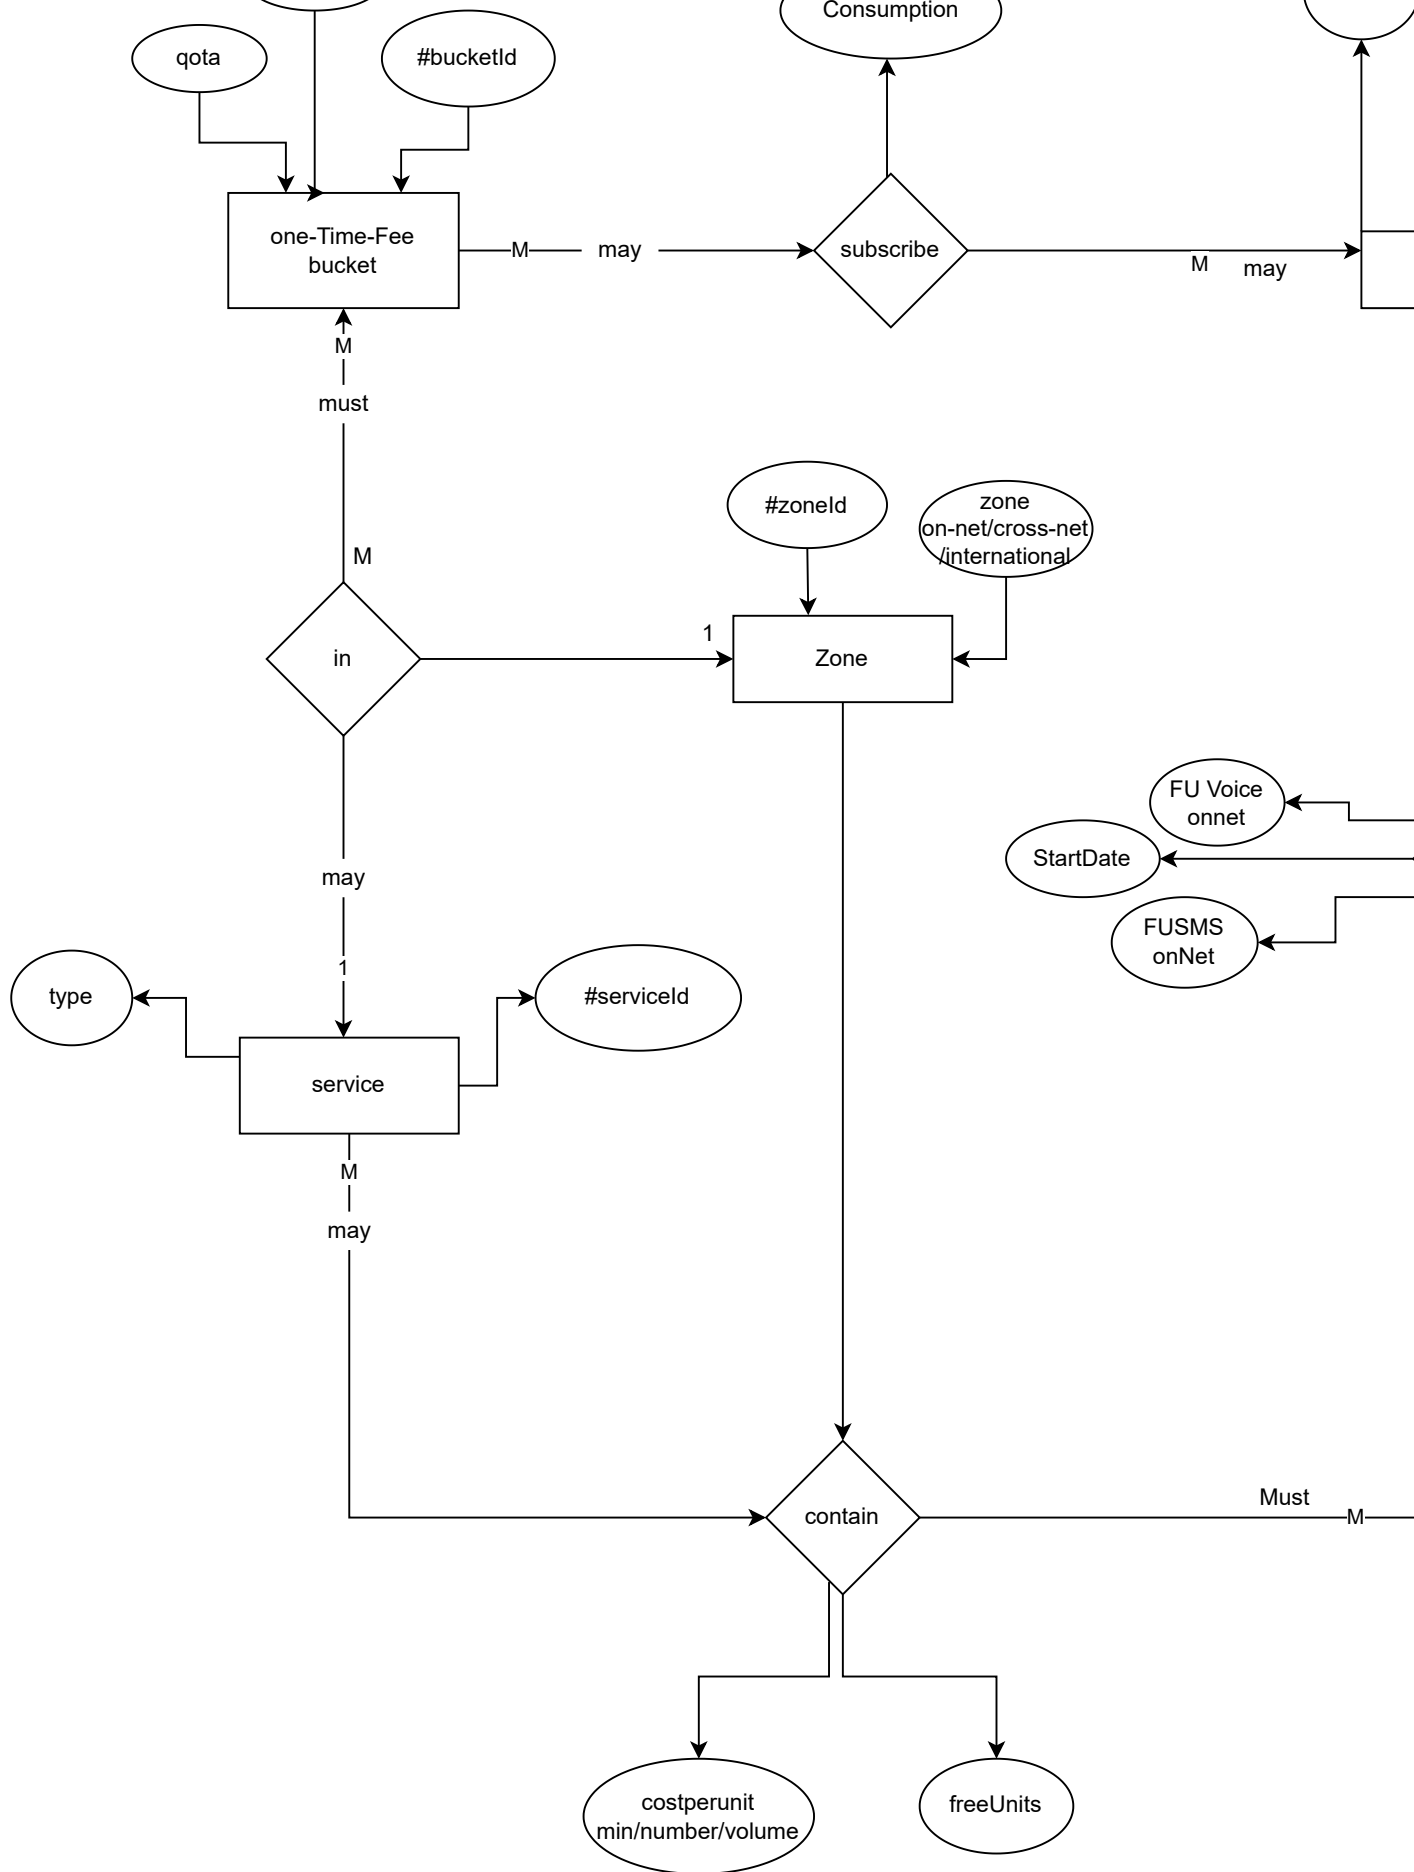 Consumption
qota
#bucketId
one-Time-Fee
bucket
M
may
subscribe
M
may
M
must
#zoneId
zone
on-net/cross-net
/international
M
1
in
Zone
FU Voice
onnet
StartDate
may
FUSMS
onNet
1
type
#serviceId
service
M
may
Must
contain
M
costperunit
min/number/volume
freeUnits